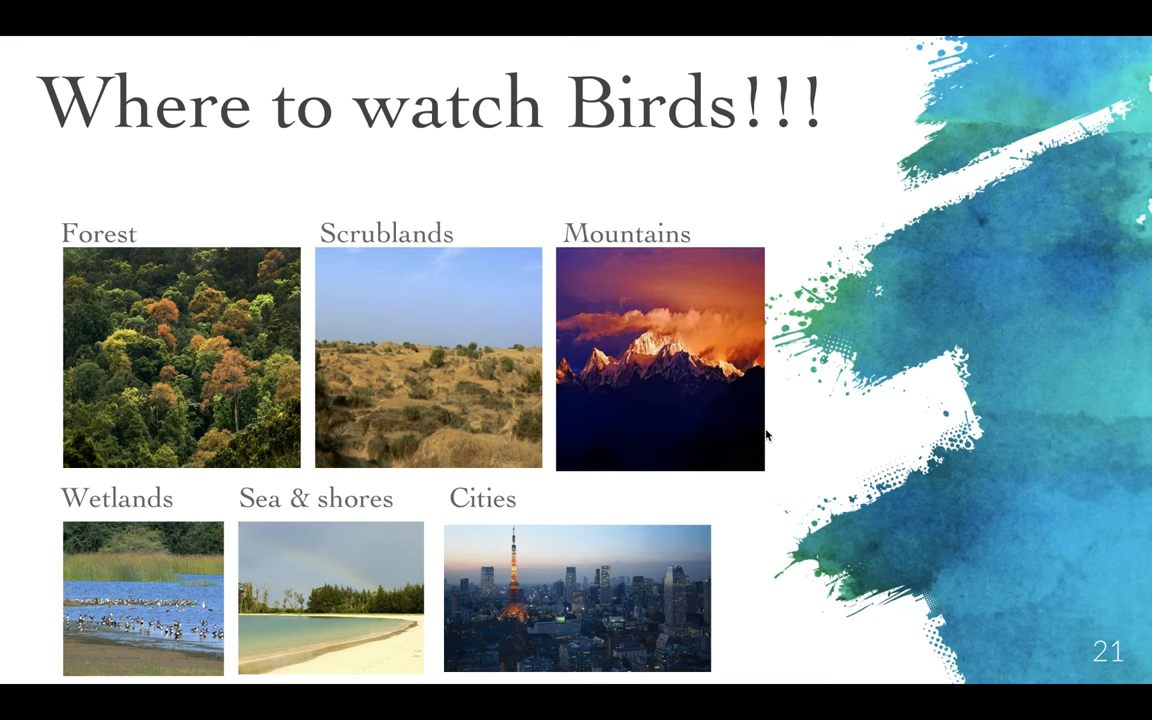 Where to watch Birds!!!
Forest
Scrublands
Mountains
Wetlands
Sea & shores
Cities
21